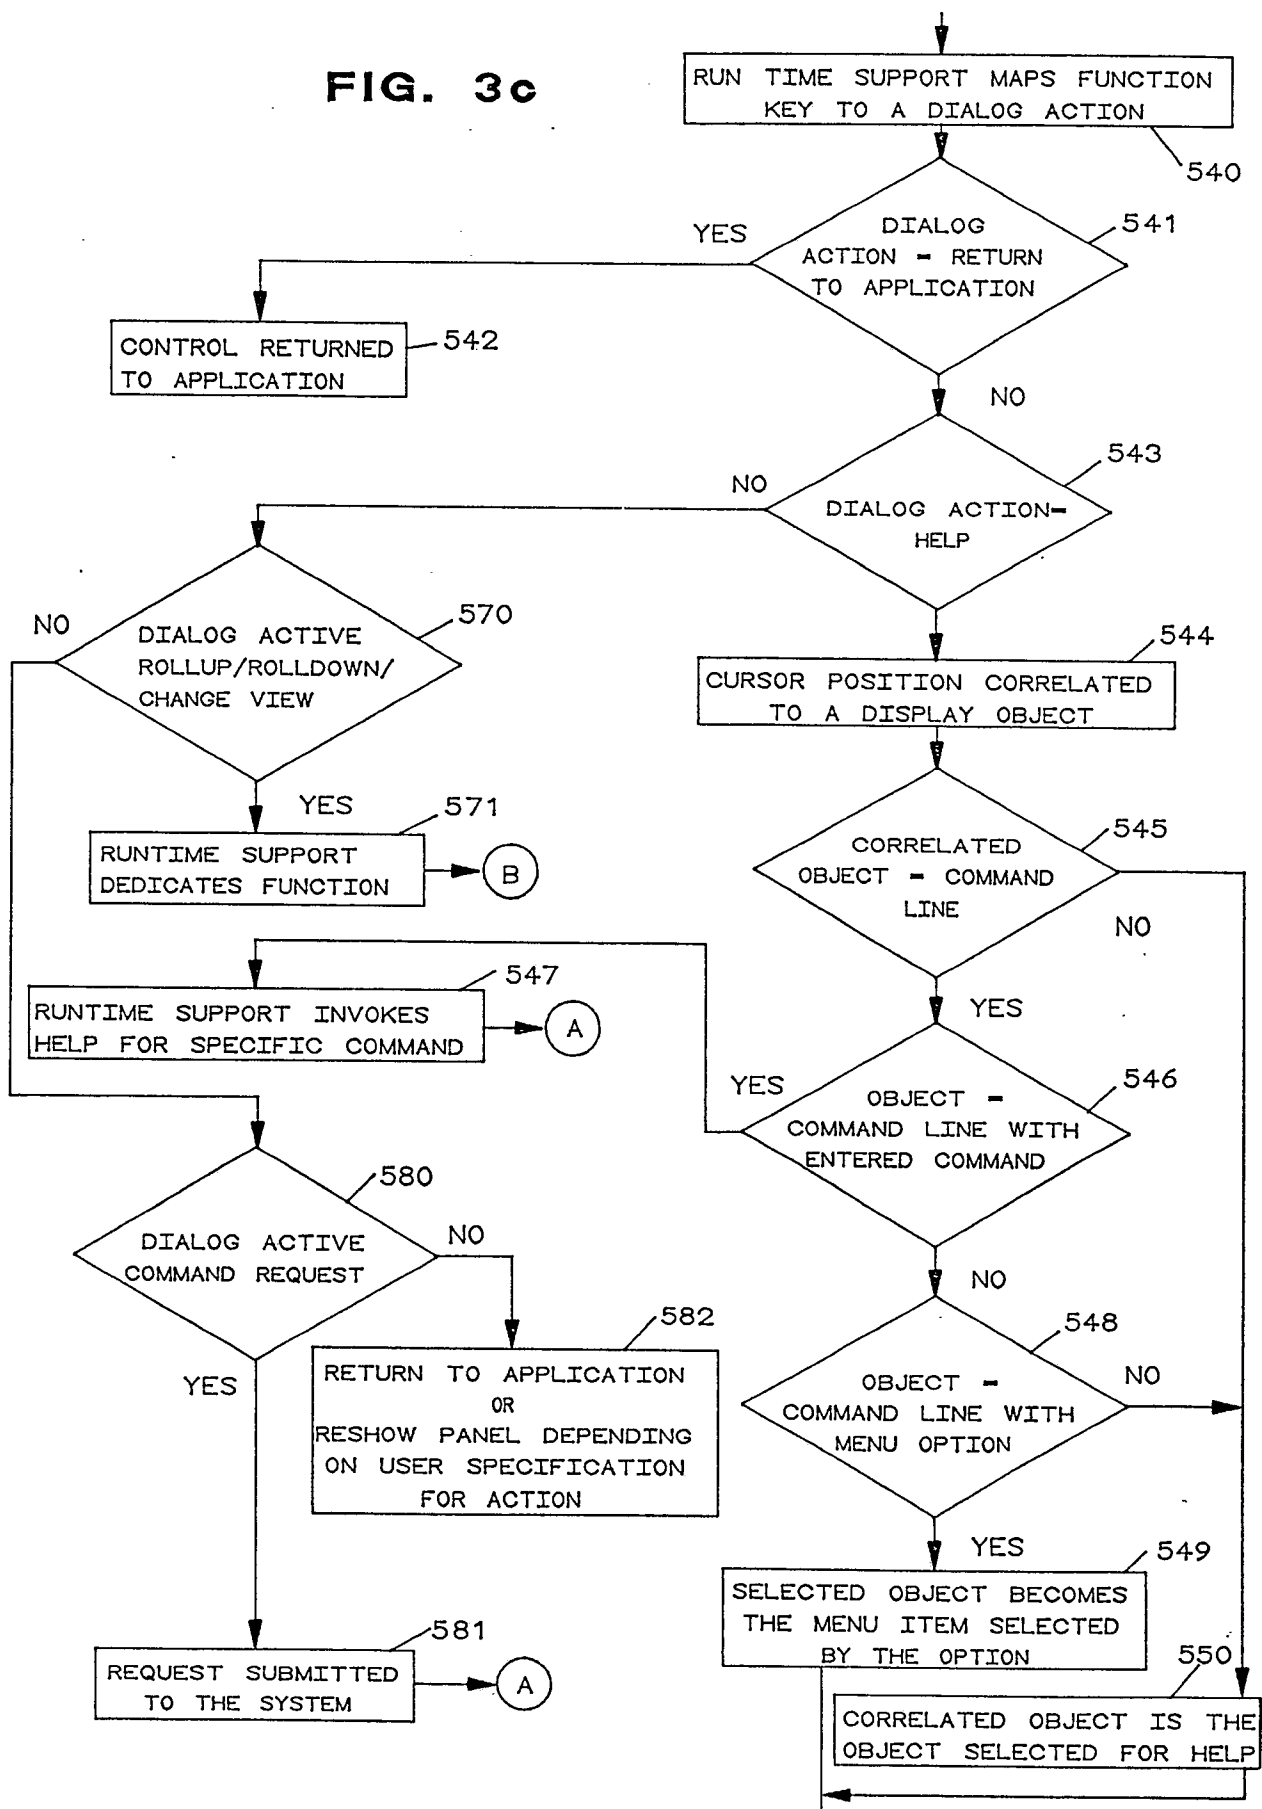 FIG. 3c
RUN TIME SUPPORT MAPS FUNCTION
KEY TO A DIALOG ACTION
540
DIALOG
ACTION = RETURN
TO APPLICATION
541
YES
CONTROL RETURNED
TO APPLICATION
542
NO
DIALOG ACTION=
HELP
543
NO
DIALOG ACTIVE
ROLLUP/ROLLDOWN/
CHANGE VIEW
570
NO
CURSOR POSITION CORRELATED
TO A DISPLAY OBJECT
544
YES
RUNTIME SUPPORT
DEDICATES FUNCTION
571
B
CORRELATED
OBJECT = COMMAND
LINE
545
NO
YES
RUNTIME SUPPORT INVOKES
HELP FOR SPECIFIC COMMAND
547
A
OBJECT =
COMMAND LINE WITH
ENTERED COMMAND
546
YES
NO
DIALOG ACTIVE
COMMAND REQUEST
580
NO
YES
RETURN TO APPLICATION
OR
RESHOW PANEL DEPENDING
ON USER SPECIFICATION
FOR ACTION
582
OBJECT =
COMMAND LINE WITH
MENU OPTION
548
NO
YES
SELECTED OBJECT BECOMES
THE MENU ITEM SELECTED
BY THE OPTION
549
REQUEST SUBMITTED
TO THE SYSTEM
581
A
CORRELATED OBJECT IS THE
OBJECT SELECTED FOR HELP
550